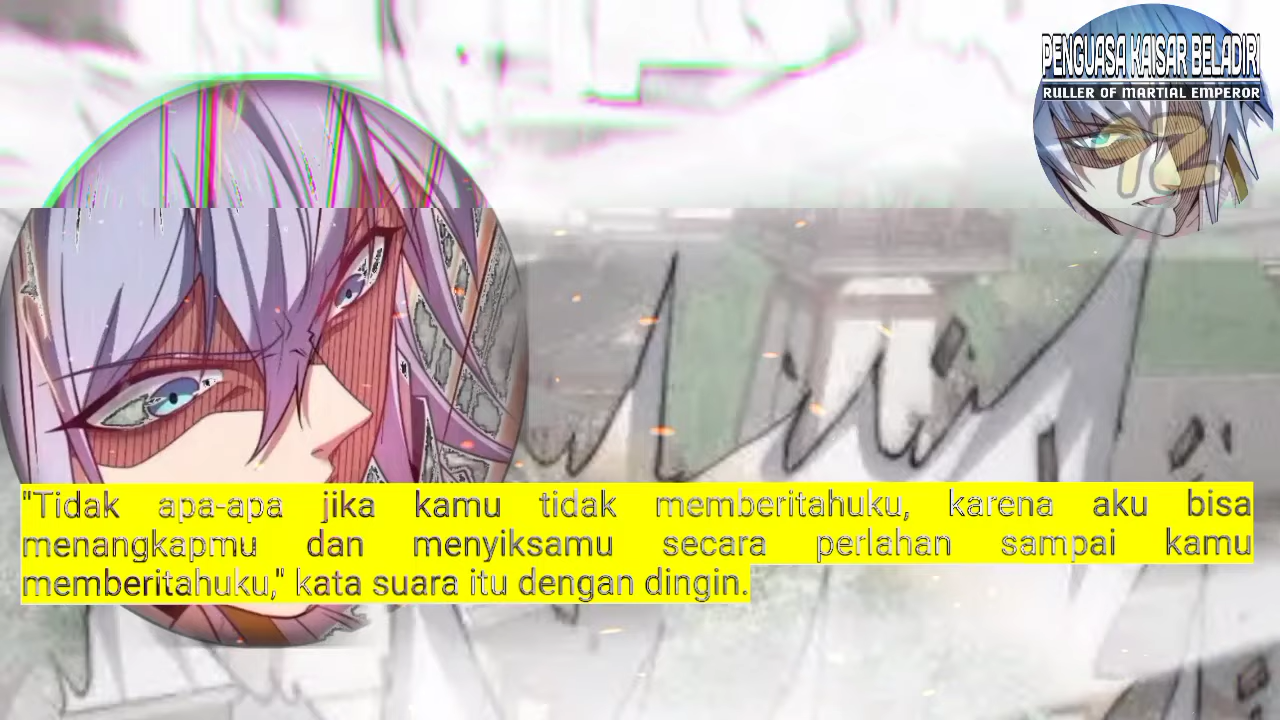 PENGUASA KAISAR BELADIRI
RULLER OF MARTIAL EMPEROR
"Tidak apa-apa jika kamu tidak memberitahuku, karena aku bisa
menangkapmu dan menyiksamu secara perlahan sampai kamu
memberitahuku," kata suara itu dengan dingin.